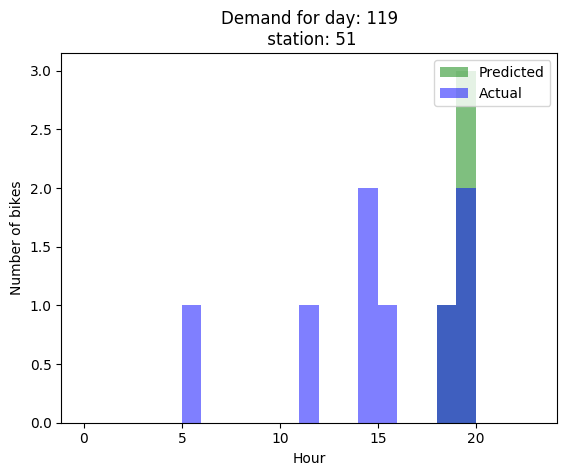 Demand for day: 119
station: 51
Predicted
Actual
Number of bikes
3.0
2.5
2.0
1.5
1.0
0.5
0.0
0
5
10
15
20
Hour